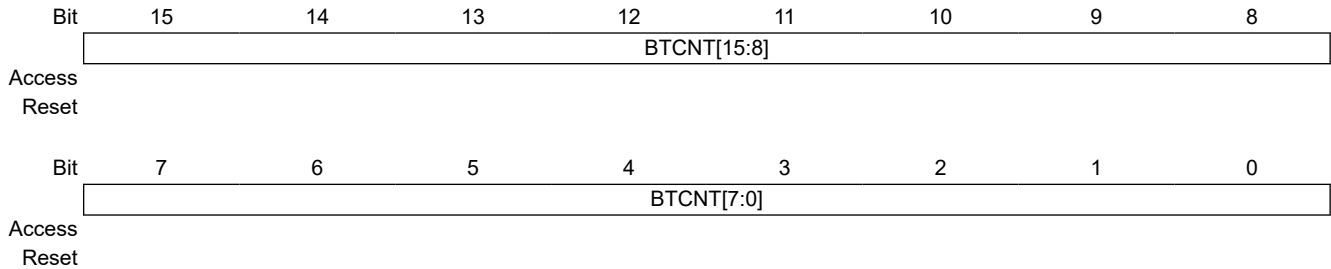 Bit 15 14 13 12 11 10 9 8
BTCNT[15:8]
Access
Reset
Bit 7 6 5 4 3 2 1 0
BTCNT[7:0]
Access
Reset